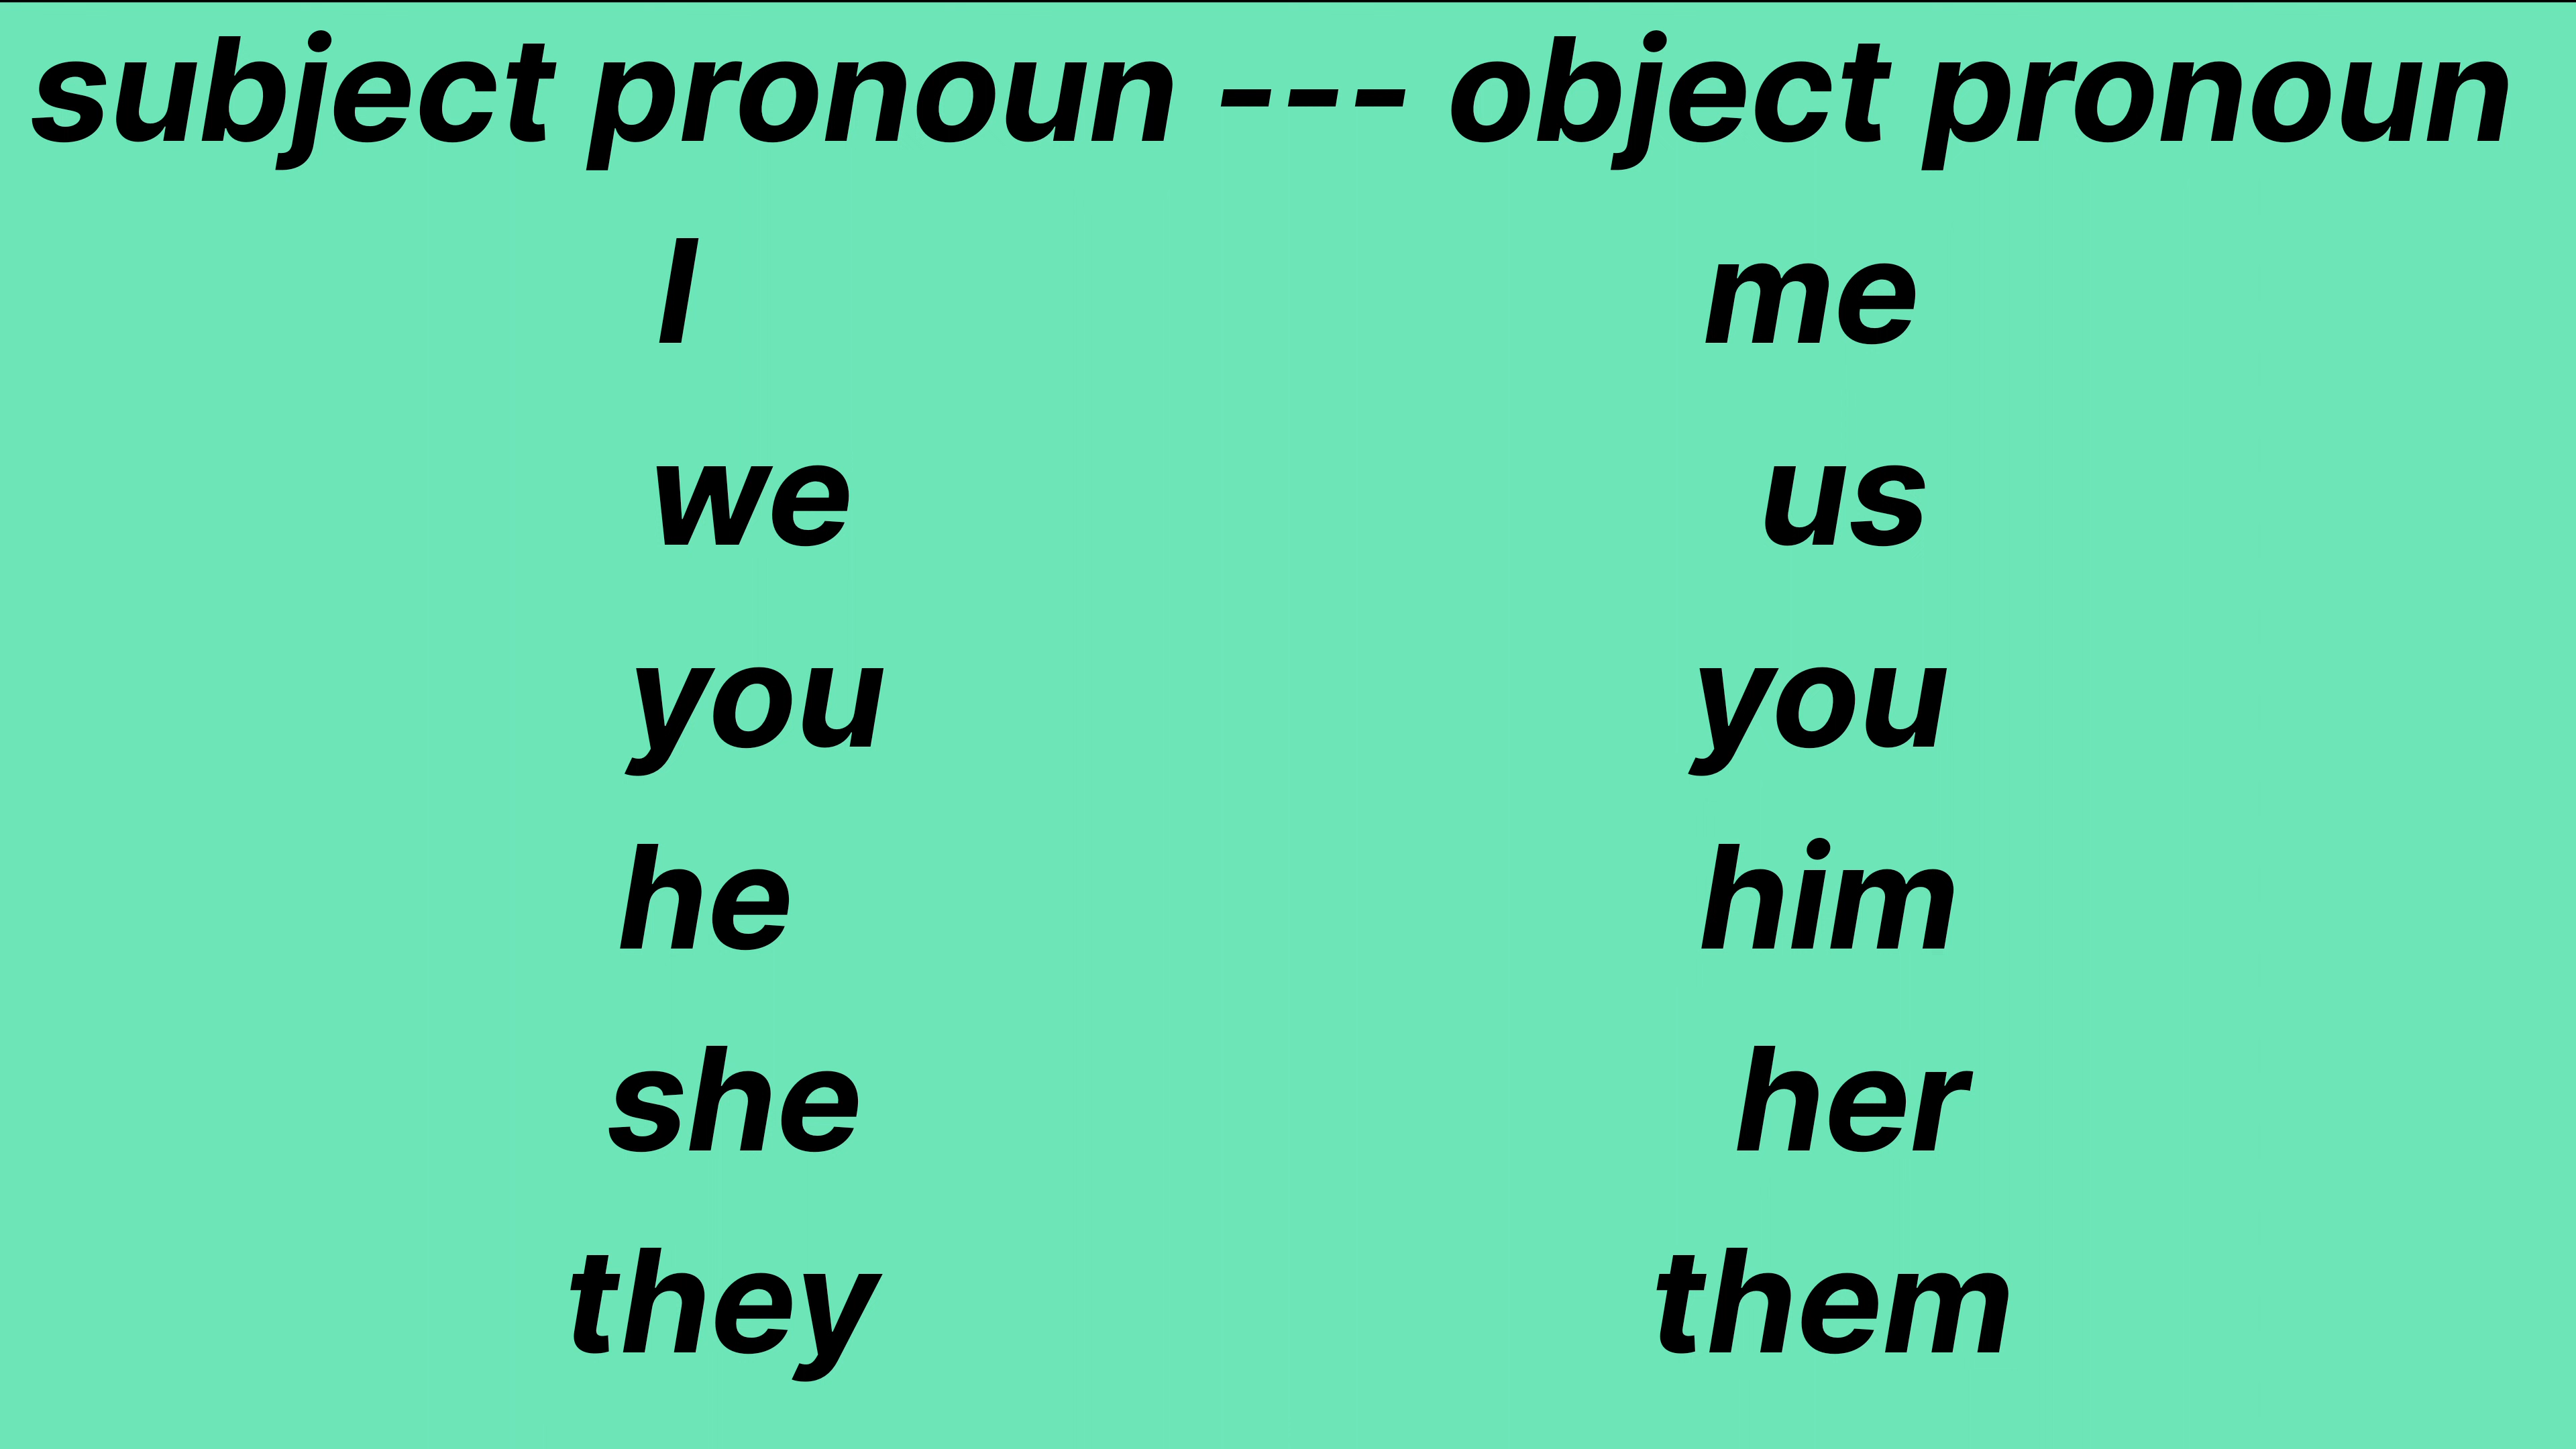 subject pronoun --- object pronoun
I me
we us
you you
he him
she her
they them